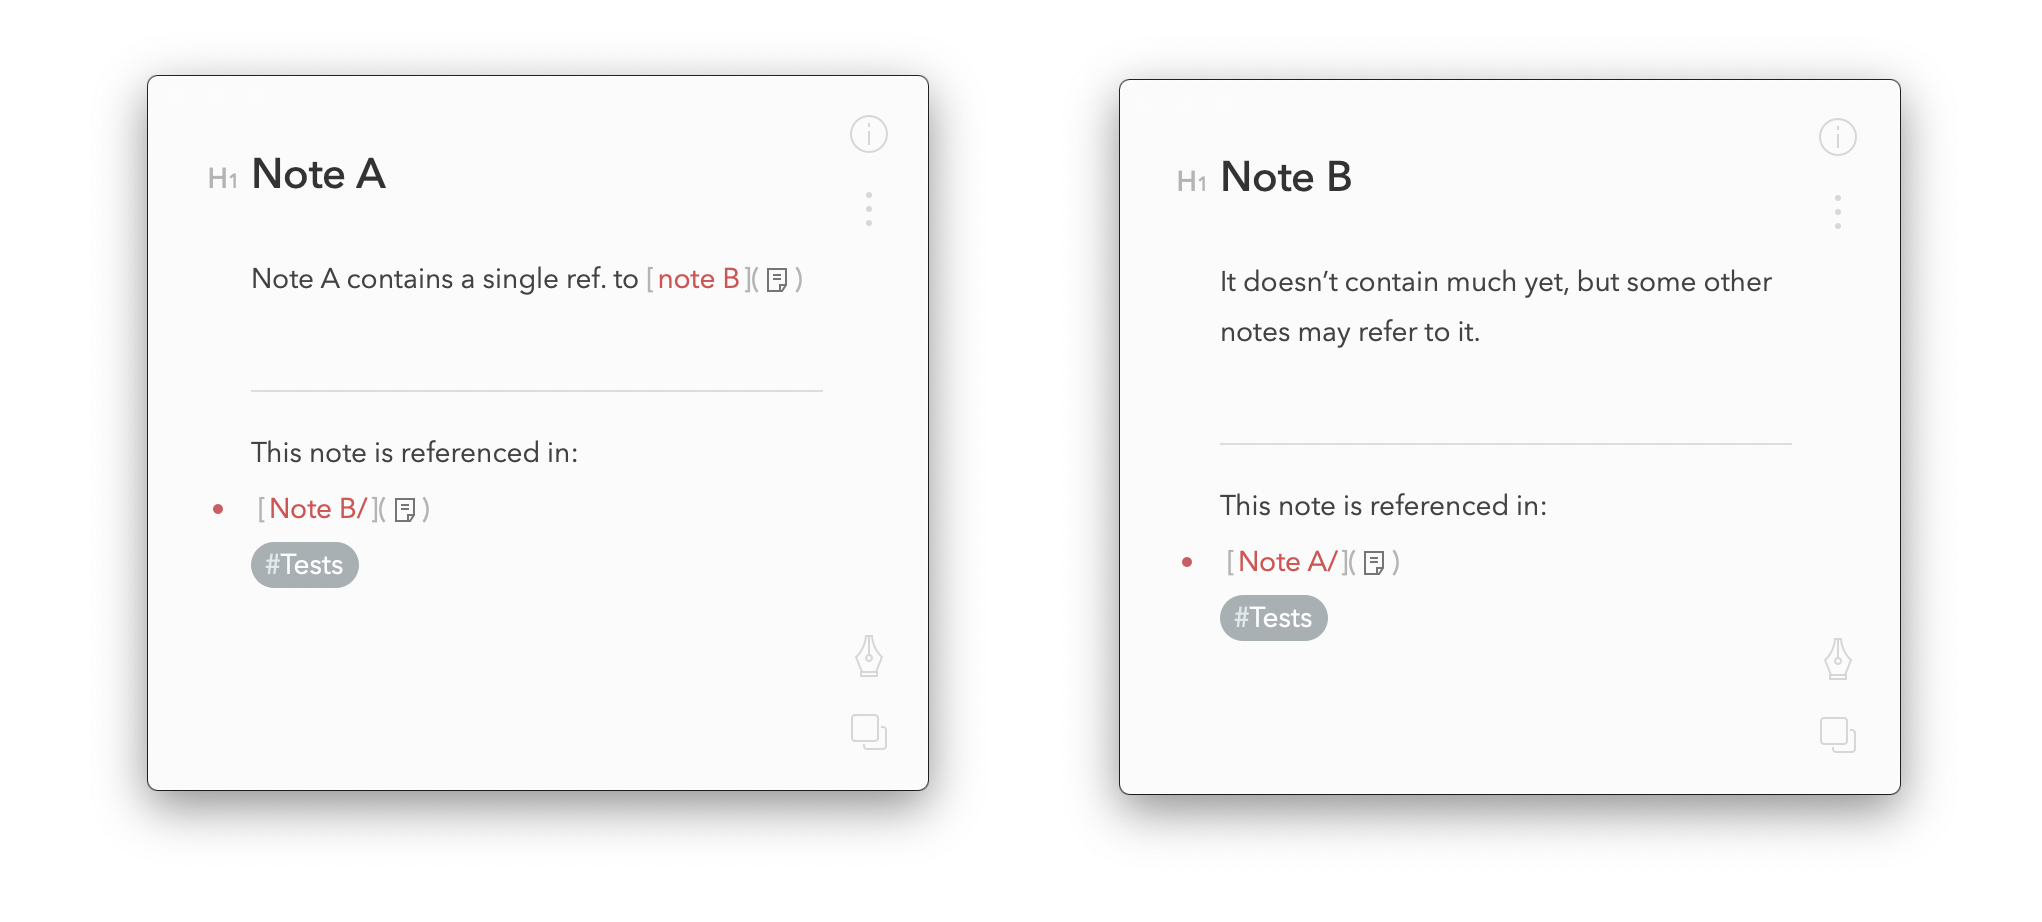 H1 Note A
Note A contains a single ref. to [note B]( )
This note is referenced in:
• [Note B/]( )
#Tests
H1 Note B
It doesn’t contain much yet, but some other
notes may refer to it.
This note is referenced in:
• [Note A/]( )
#Tests